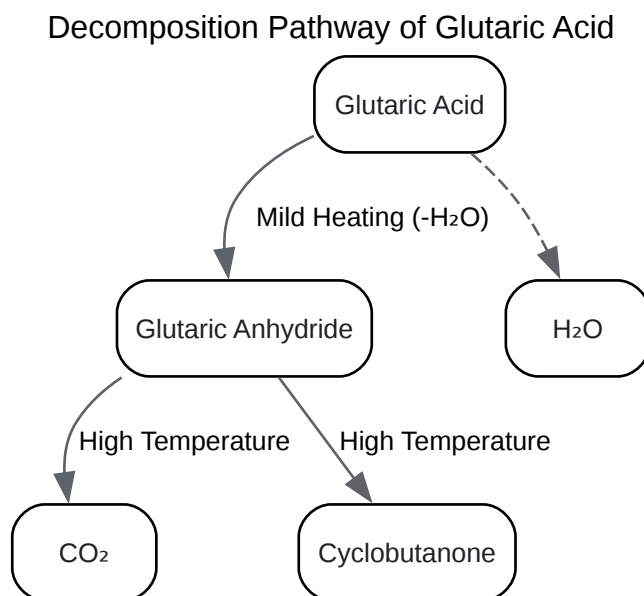 Decomposition Pathway of Glutaric Acid
Glutaric Acid
Mild Heating (-H₂O)
Glutaric Anhydride
H₂O
High Temperature
High Temperature
CO₂
Cyclobutanone